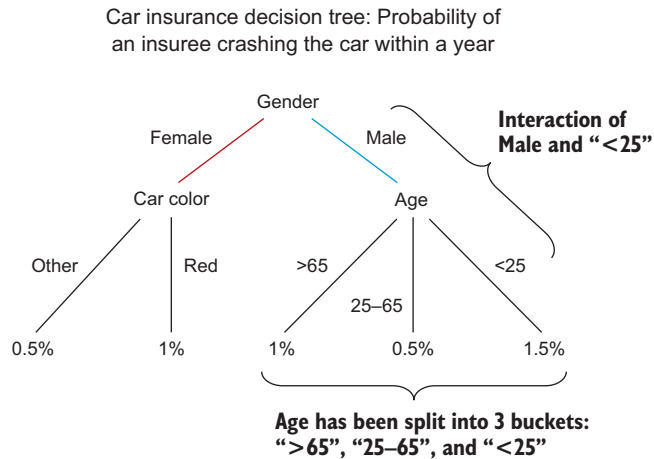 Car insurance decision tree: Probability of
an insuree crashing the car within a year
Gender
Interaction of
Male and “<25”
Female
Male
Car color
Age
Other
Red
>65
<25
25–65
0.5%
1%
1%
0.5%
1.5%
Age has been split into 3 buckets:
“>65”, “25–65”, and “<25”